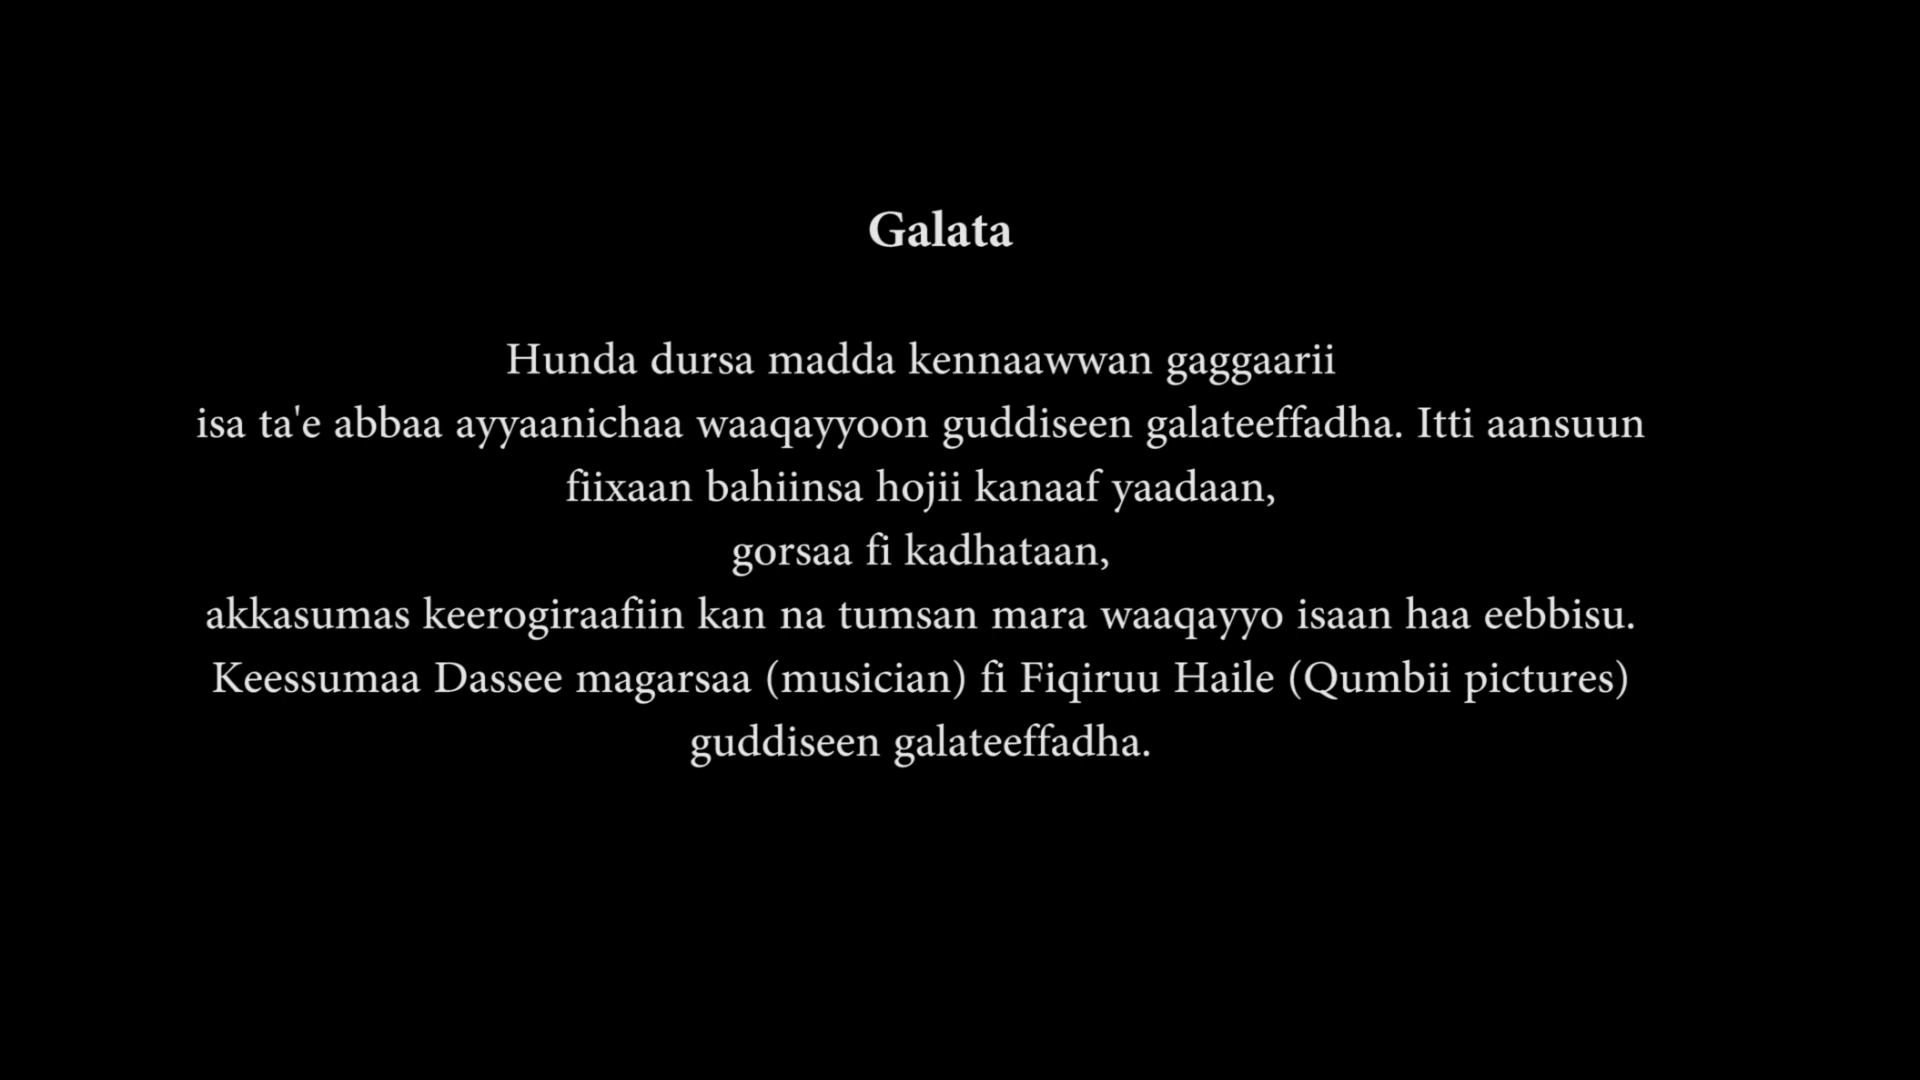 Galata
Hunda dursa madda kennaawwan gaggaarii
isa ta'e abbaa ayyaanichaa waaqayyoon guddiseen galateeffadha. Itti aansuun
fiixaan bahiinsa hojii kanaaf yaadaan,
gorsaa fi kadhataan,
akkasumas keerogiraafiin kan na tumsan mara waaqayyo isaan haa eebbisu.
Keessumaa Dassee magarsaa (musician) fi Fiqiruu Haile (Qumbii pictures)
guddiseen galateeffadha.